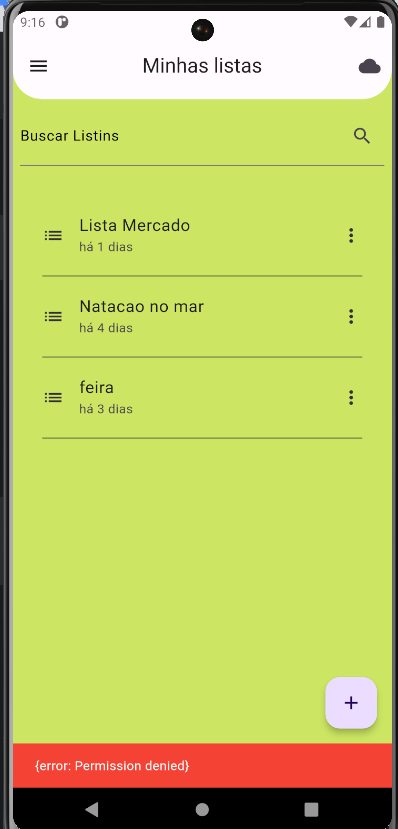 9:16
Minhas listas
Buscar Listins
Lista Mercado
há 1 dias
Natacao no mar
há 4 dias
feira
há 3 dias
+
{error: Permission denied}